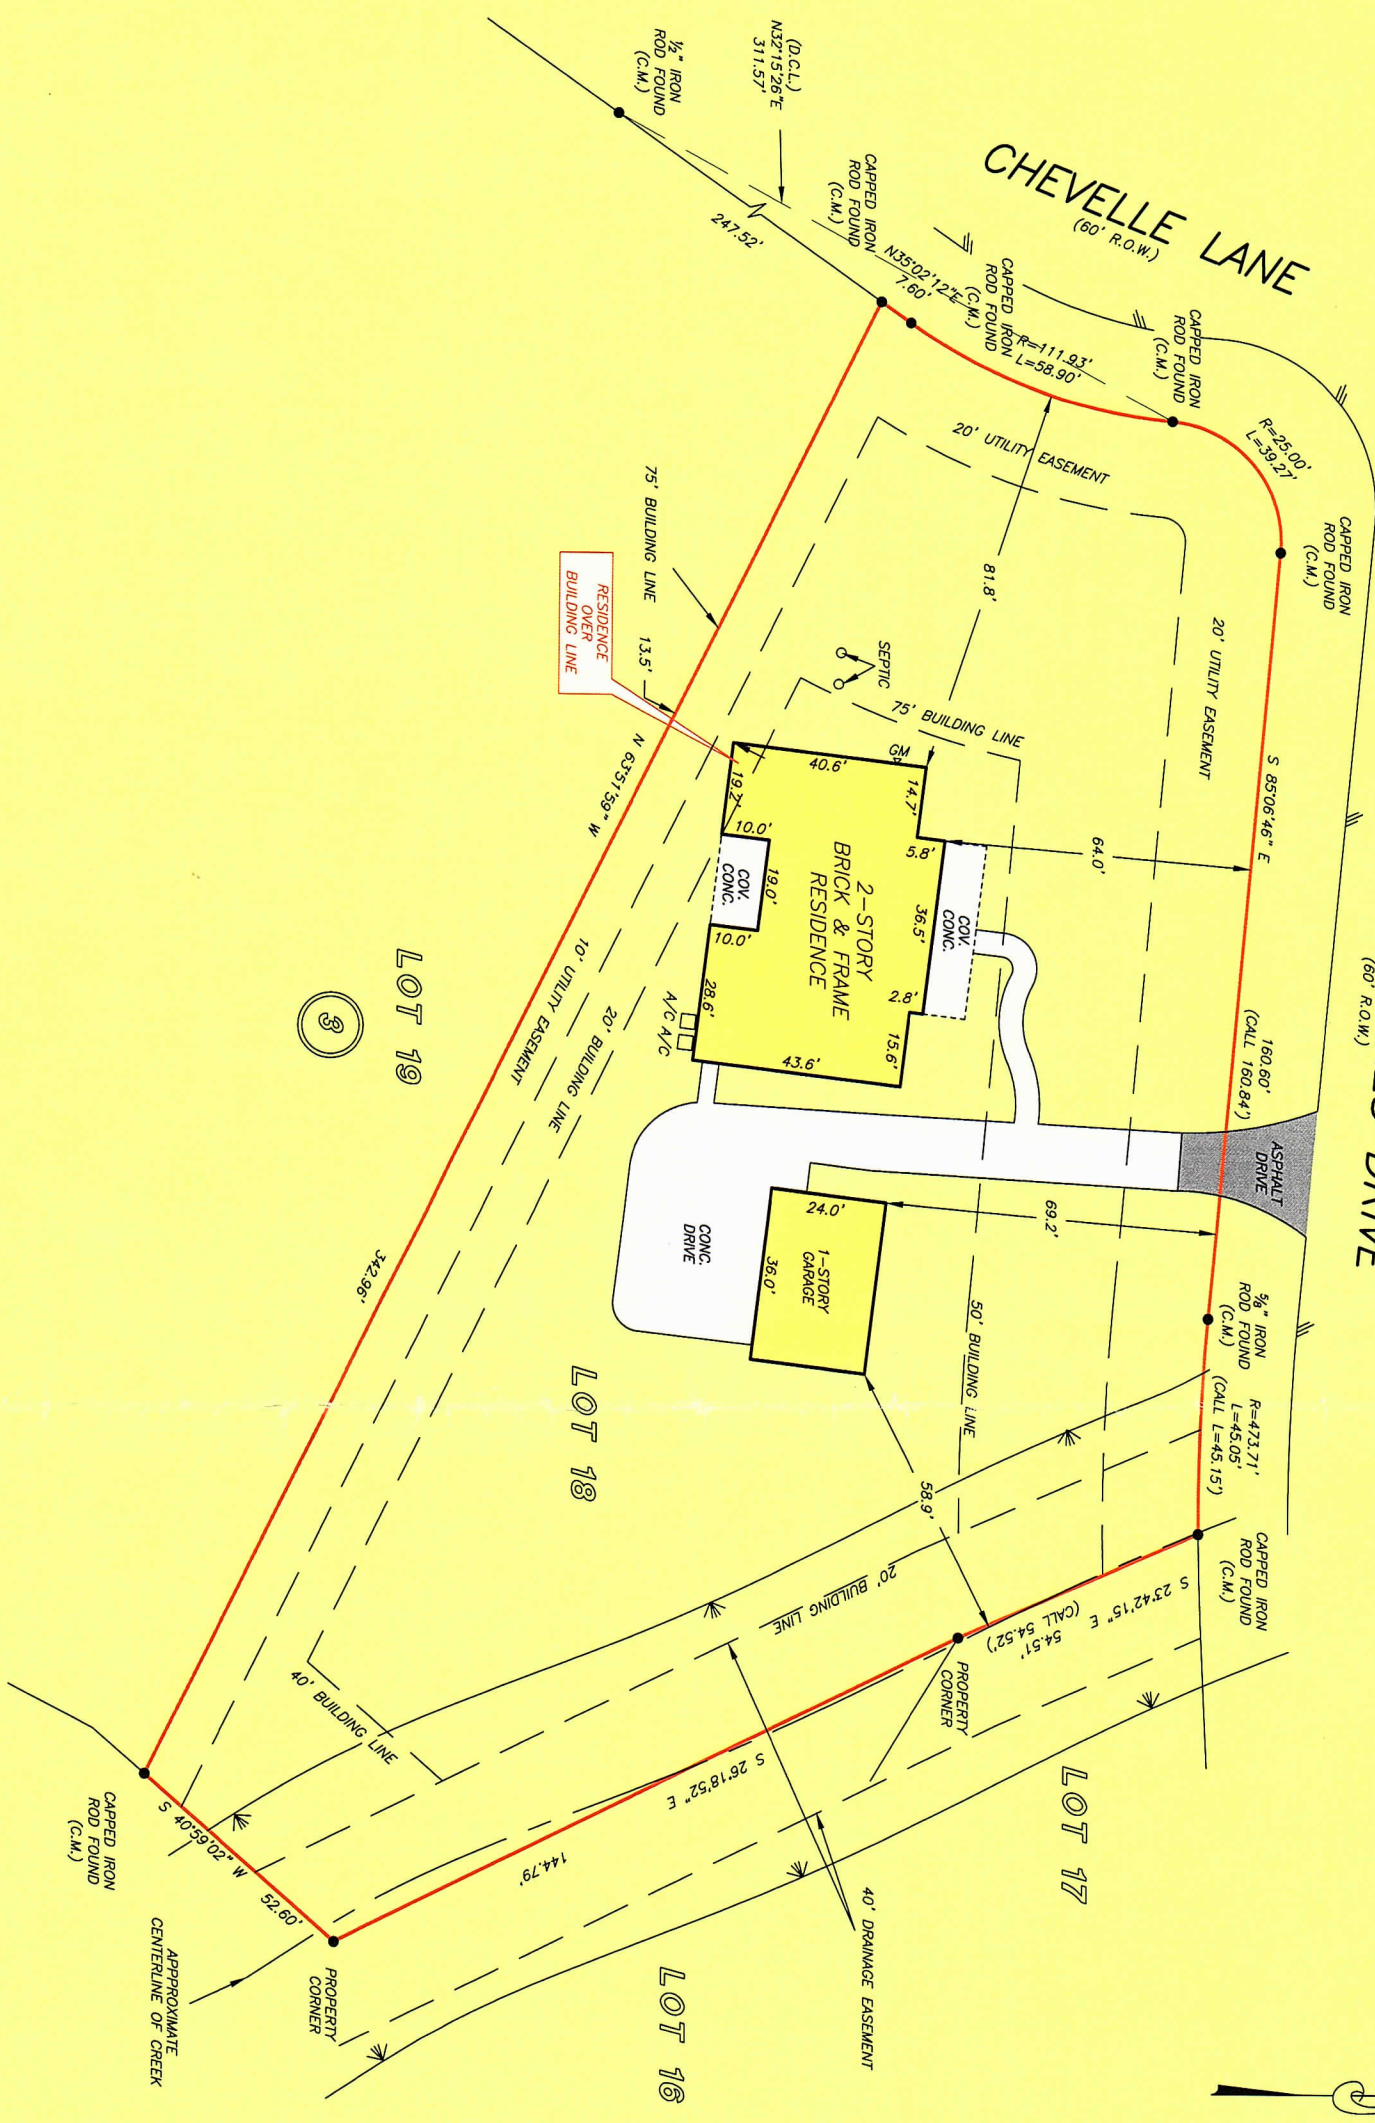 CHEVELLE LANE
(60' R.O.W.)
(D.C.L.)
N32°15'26"E
311.57'
½" IRON
ROD FOUND
(C.M.)
247.52'
CAPPED IRON
ROD FOUND
(C.M.)
N35°02'12"E
7.60'
CAPPED IRON
ROD FOUND
(C.M.)
R=111.93'
L=58.90'
CAPPED IRON
ROD FOUND
(C.M.)
R=25.00'
L=39.27'
CAPPED IRON
ROD FOUND
(C.M.)
(60' R.O.W.)
DRIVE
20' UTILITY EASEMENT
20' UTILITY EASEMENT
S 85°06'46" E
160.60'
(CALL 160.84')
81.8'
64.0'
75' BUILDING LINE
13.5'
RESIDENCE
OVER
BUILDING LINE
SEPTIC
75' BUILDING LINE
GM
40.6'
14.7'
5.8'
36.5'
2.8'
15.6'
43.6'
28.6'
10.0'
19.0'
10.0'
19.2'
COV.
CONC.
COV.
CONC.
2-STORY
BRICK & FRAME
RESIDENCE
A/C A/C
N 63°51'59" W
342.96'
10' UTILITY EASEMENT
20' BUILDING LINE
LOT 19
3
ASPHALT
DRIVE
CONC.
DRIVE
24.0'
36.0'
1-STORY
GARAGE
69.2'
58.9'
50' BUILDING LINE
⅝" IRON
ROD FOUND
(C.M.)
R=473.71'
L=45.05'
(CALL L=45.15')
CAPPED IRON
ROD FOUND
(C.M.)
S 23°42'15" E
54.51'
(CALL 54.52')
PROPERTY
CORNER
LOT 18
20' BUILDING LINE
40' BUILDING LINE
S 26°18'52" E
144.79'
LOT 17
40' DRAINAGE EASEMENT
LOT 16
S 40°59'02" W
52.60'
CAPPED IRON
ROD FOUND
(C.M.)
PROPERTY
CORNER
APPPROXIMATE
CENTERLINE OF CREEK